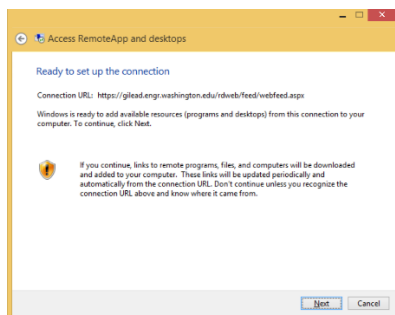 Access RemoteApp and desktops
Ready to set up the connection
Connection URL: https://gilead.engr.washington.edu/rdweb/feed/webfeed.aspx
Windows is ready to add available resources (programs and desktops) from this connection to your
computer. To continue, click Next.
If you continue, links to remote programs, files, and computers will be downloaded
and added to your computer. These links will be updated periodically and
automatically from the connection URL. Don't continue unless you recognize the
connection URL above and know where it came from.
Next Cancel